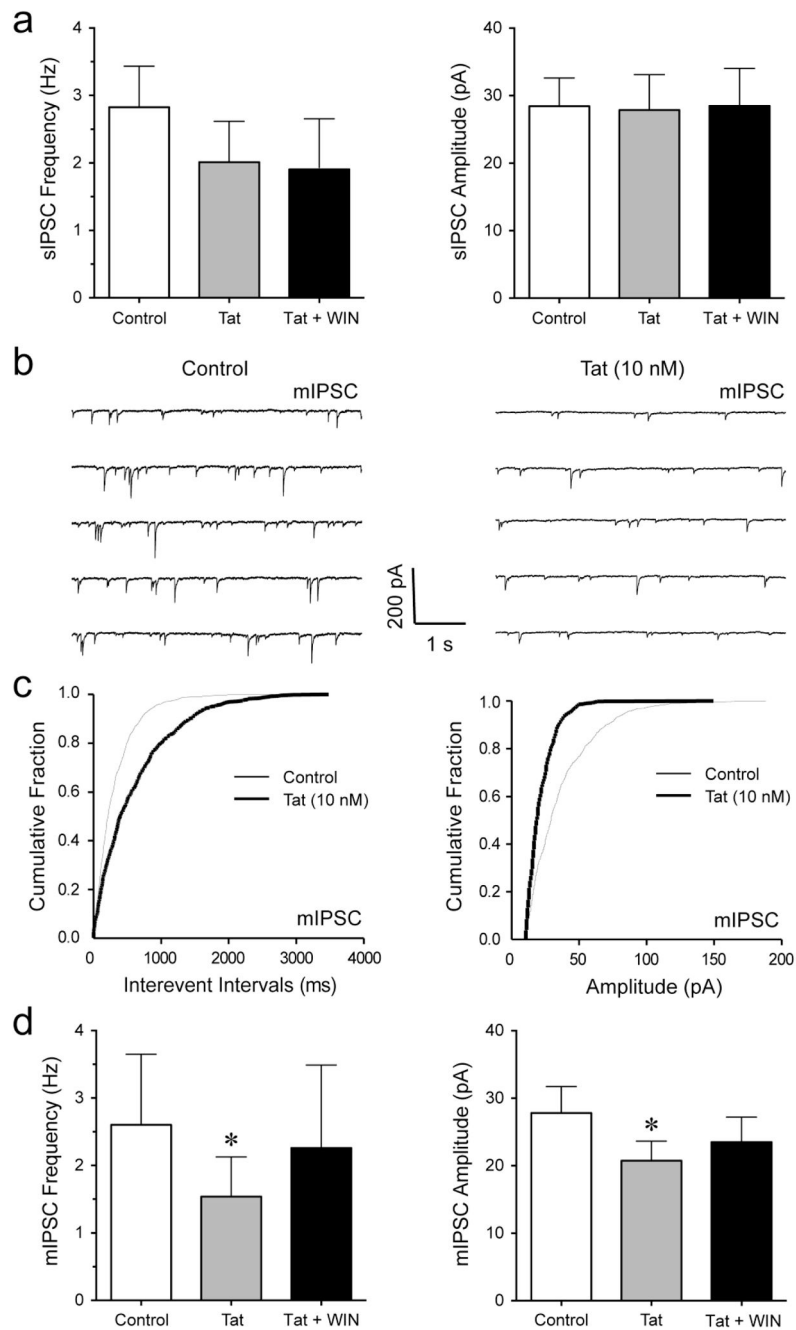 a
sIPSC Frequency (Hz)
4
3
2
1
0
Control
Tat
Tat + WIN
sIPSC Amplitude (pA)
40
30
20
10
0
Control
Tat
Tat + WIN
b
Control
mIPSC
Tat (10 nM)
mIPSC
200 pA
1 s
c
Cumulative Fraction
1.0
0.8
0.6
0.4
0.2
0.0
Control
Tat (10 nM)
mIPSC
0
1000
2000
3000
4000
Interevent Intervals (ms)
Cumulative Fraction
1.0
0.8
0.6
0.4
0.2
0.0
Control
Tat (10 nM)
mIPSC
0
50
100
150
200
Amplitude (pA)
d
mIPSC Frequency (Hz)
4
3
2
1
0
*
Control
Tat
Tat + WIN
mIPSC Amplitude (pA)
40
30
20
10
0
*
Control
Tat
Tat + WIN